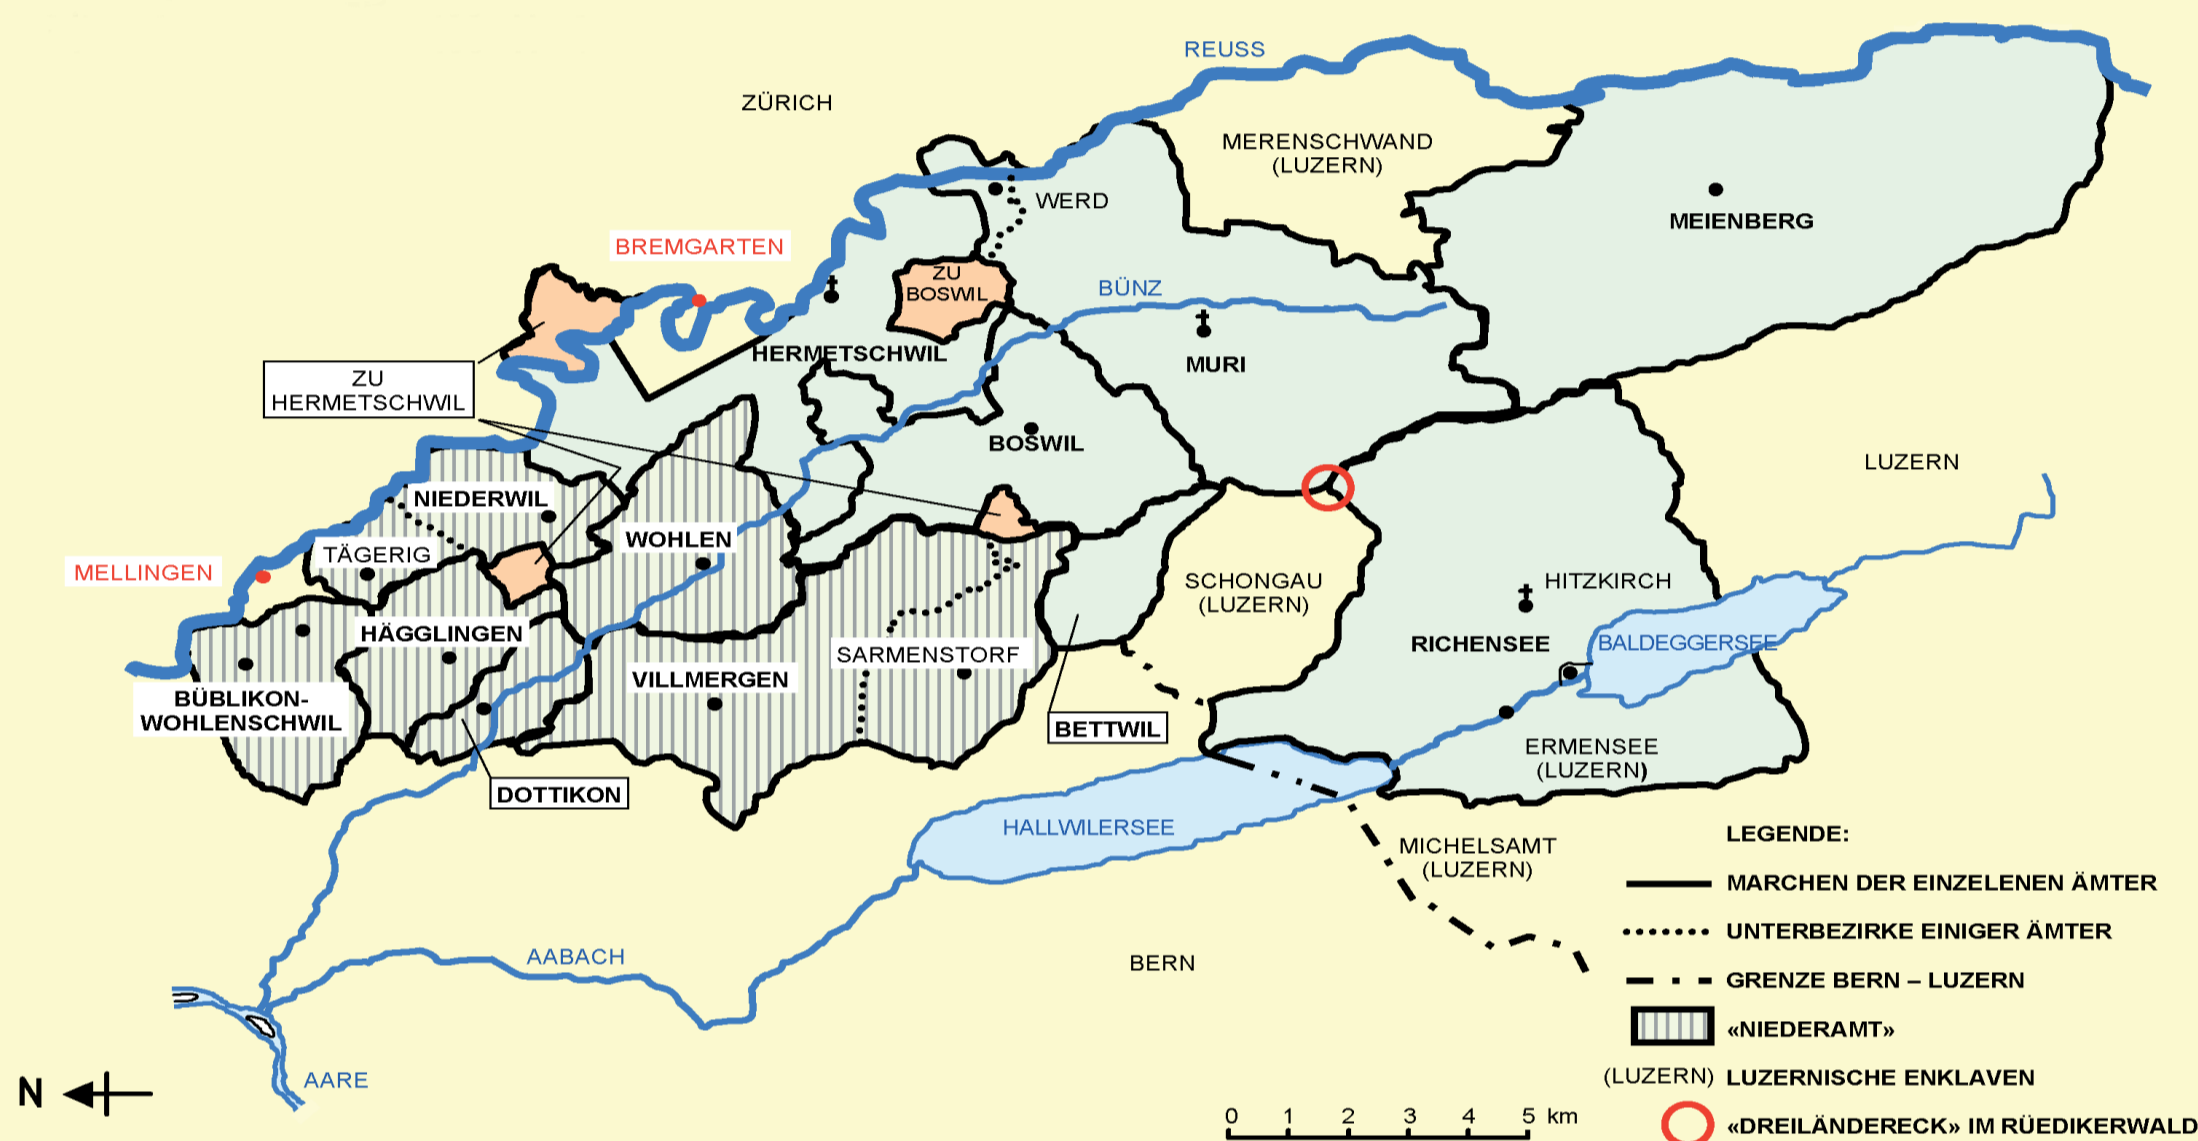 REUSS
ZÜRICH
MERENSCHWAND
(LUZERN)
WERD
MEIENBERG
BREMGARTEN
ZU
BOSWIL
BÜNZ
HERMETSCHWIL
MURI
ZU
HERMETSCHWIL
BOSWIL
LUZERN
NIEDERWIL
WOHLEN
TÄGERIG
MELLINGEN
SCHONGAU
(LUZERN)
HITZKIRCH
HÄGGLINGEN
RICHENSEE
BALDEGGERSEE
SARMENSTORF
VILLMERGEN
BÜBLIKON-
WOHLENSCHWIL
BETTWIL
ERMENSEE
(LUZERN)
DOTTIKON
HALLWILERSEE
MICHELSAMT
(LUZERN)
AABACH
BERN
AARE
N
0 1 2 3 4 5 km
LEGENDE:
MARCHEN DER EINZELENEN ÄMTER
UNTERBEZIRKE EINIGER ÄMTER
GRENZE BERN – LUZERN
«NIEDERAMT»
(LUZERN) LUZERNISCHE ENKLAVEN
«DREILÄNDERECK» IM RÜEDIKERWALD